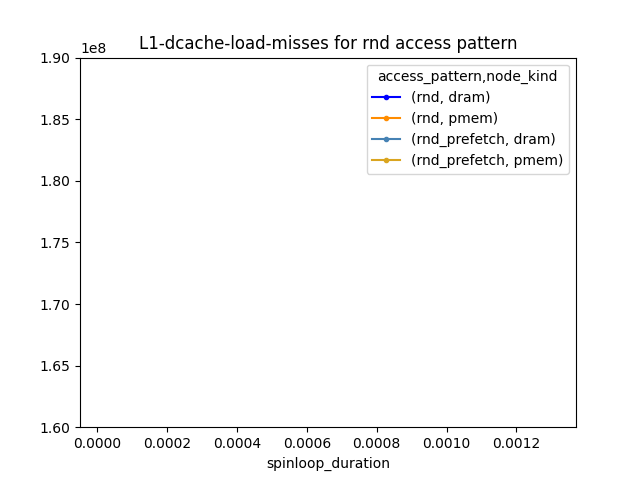 L1-dcache-load-misses for rnd access pattern
1e8
1.90
1.85
1.80
1.75
1.70
1.65
1.60
access_pattern,node_kind
(rnd, dram)
(rnd, pmem)
(rnd_prefetch, dram)
(rnd_prefetch, pmem)
0.0000 0.0002 0.0004 0.0006 0.0008 0.0010 0.0012
spinloop_duration